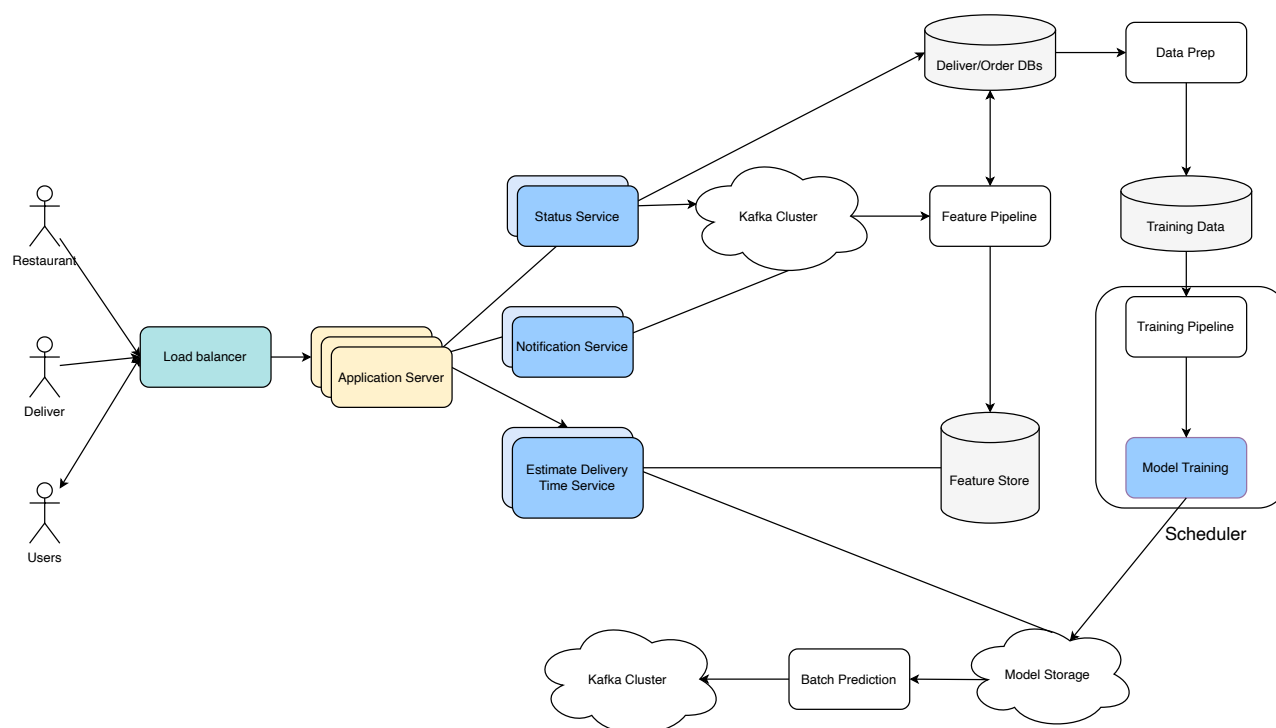 Deliver/Order DBs
Data Prep
Restaurant
Status Service
Kafka Cluster
Feature Pipeline
Training Data
Load balancer
Application Server
Notification Service
Training Pipeline
Deliver
Estimate Delivery
Time Service
Feature Store
Model Training
Scheduler
Users
Kafka Cluster
Batch Prediction
Model Storage